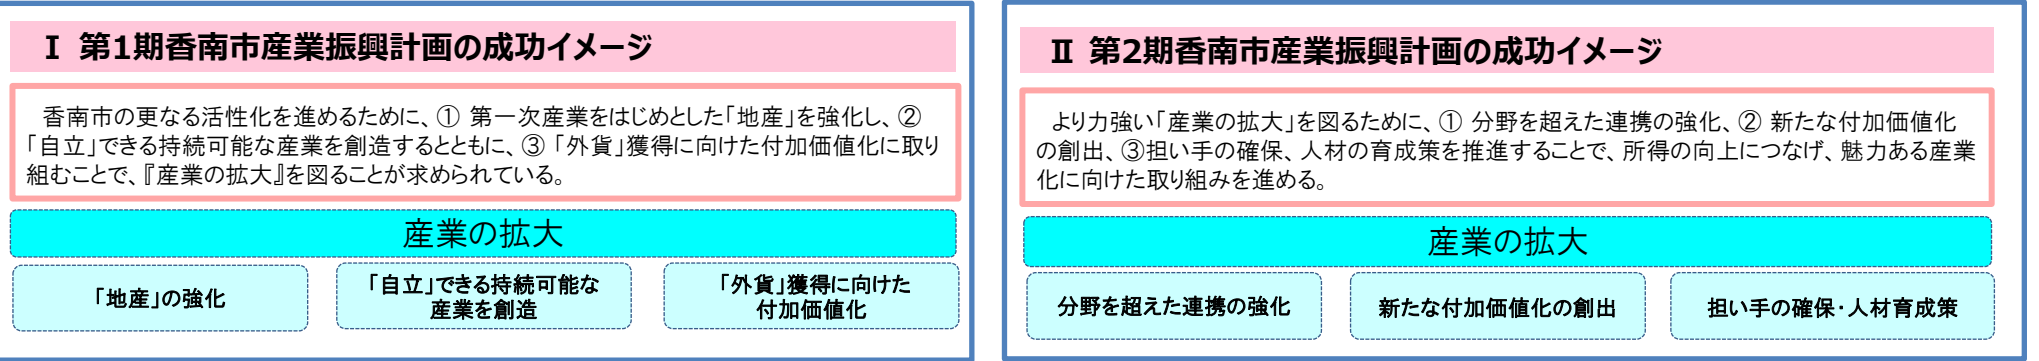 Ⅰ 第1期香南市産業振興計画の成功イメージ
香南市の更なる活性化を進めるために、① 第一次産業をはじめとした「地産」を強化し、②
「自立」できる持続可能な産業を創造するとともに、③ 「外貨」獲得に向けた付加価値化に取り
組むことで、『産業の拡大』を図ることが求められている。
産業の拡大
「地産」の強化
「自立」できる持続可能な
産業を創造
「外貨」獲得に向けた
付加価値化
Ⅱ 第2期香南市産業振興計画の成功イメージ
より力強い「産業の拡大」を図るために、① 分野を超えた連携の強化、② 新たな付加価値化
の創出、③担い手の確保、人材の育成策を推進することで、所得の向上につなげ、魅力ある産業
化に向けた取り組みを進める。
産業の拡大
分野を超えた連携の強化
新たな付加価値化の創出
担い手の確保・人材育成策